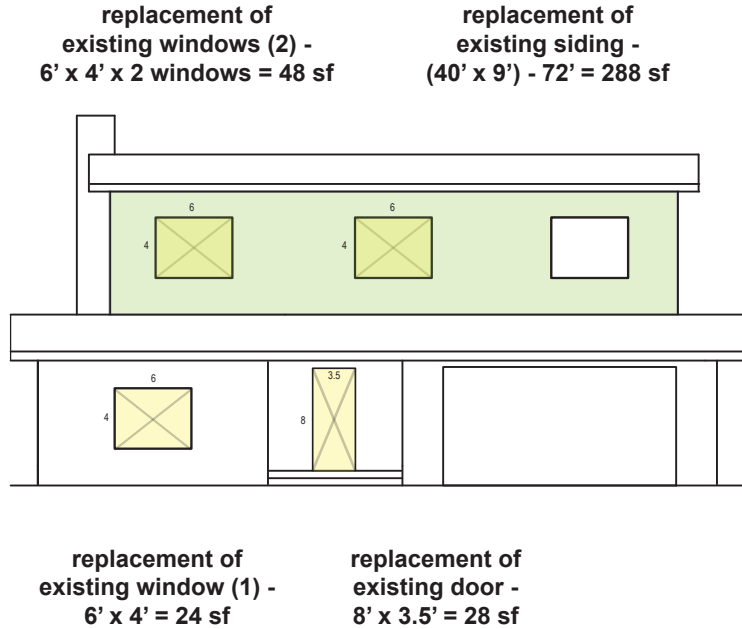 replacement of
existing windows (2) -
6’ x 4’ x 2 windows = 48 sf
replacement of
existing siding -
(40’ x 9’) - 72’ = 288 sf
6
4
6
4
6
4
3.5
8
replacement of
existing window (1) -
6’ x 4’ = 24 sf
replacement of
existing door -
8’ x 3.5’ = 28 sf